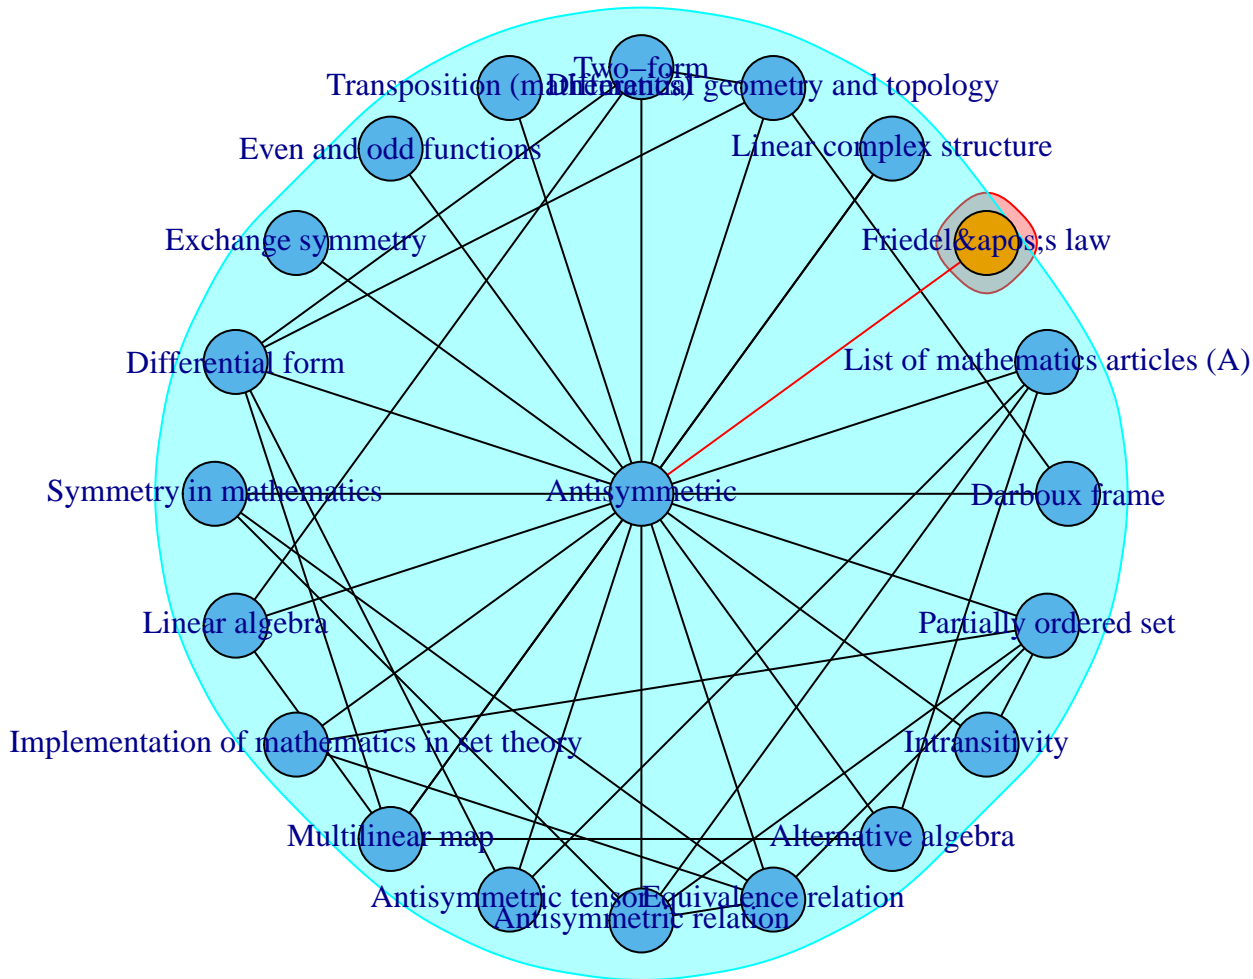 Two−form
Transposition (mathematics)
Differential geometry and topology
Even and odd functions
Linear complex structure
Exchange symmetry
Friedel&apos;s law
Differential form
List of mathematics articles (A)
Symmetry in mathematics
Antisymmetric
Darboux frame
Linear algebra
Partially ordered set
Implementation of mathematics in set theory
Intransitivity
Multilinear map
Alternative algebra
Antisymmetric tensor
Equivalence relation
Antisymmetric relation